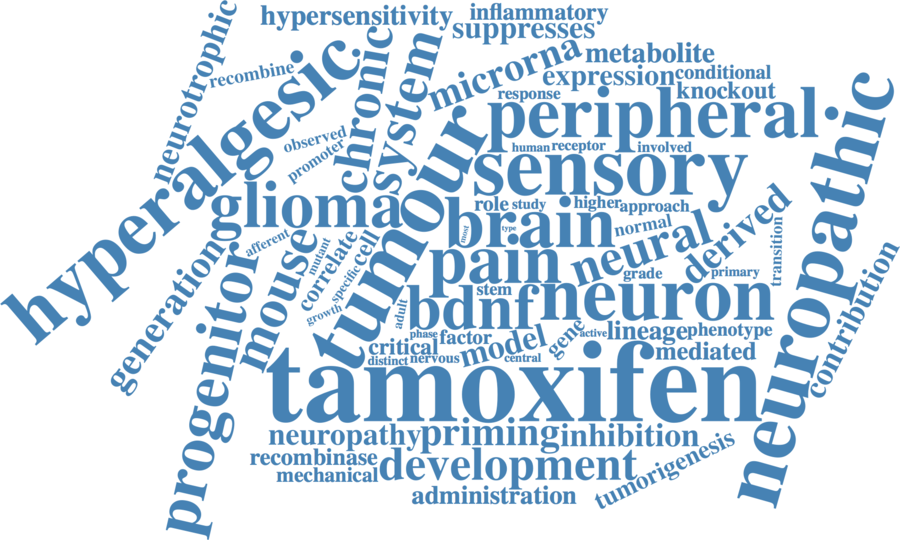 neurotrophic
hypersensitivity
inflammatory
suppresses
recombine
hyperalgesic
chronic
system
microrna
metabolite
expression
conditional
response
knockout
observed
promoter
tumour
peripheral
human
receptor
involved
neuropathic
sensory
glioma
role
study
higher
approach
brain
most
type
normal
neural
derived
transition
generation
progenitor
afferent
mouse
mutant
correlate
cell
specific
growth
pain
grade
primary
stem
adult
bdnf
neuron
contribution
phase
factor
model
gene
active
lineage
phenotype
critical
distinct
nervous
central
mediated
tamoxifen
neuropathy
priming
inhibition
recombinase
mechanical
development
tumorigenesis
administration